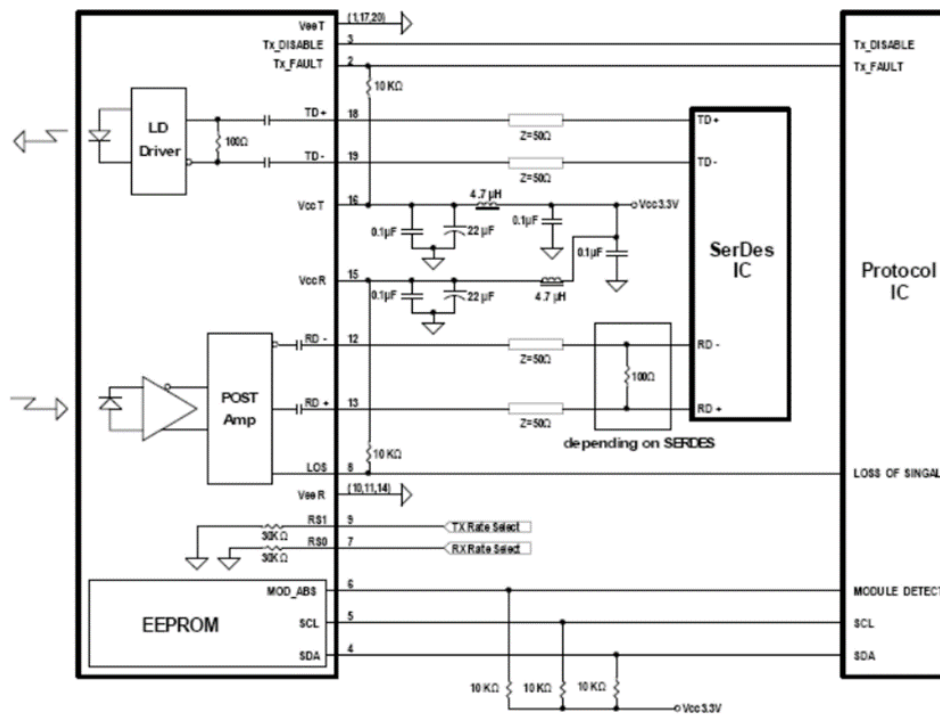 VeeT (1,17,20)
Tx_DISABLE 3 Tx_DISABLE
Tx_FAULT 2 Tx_FAULT
10 KΩ
LD
Driver
100Ω
TD+ 18 Z=50Ω TD+
TD- 19 Z=50Ω TD-
4.7 µH
VccT 16 Vcc3.3V
0.1µF 22 µF 0.1µF 0.1µF
SerDes
IC
Protocol
IC
VccR 15
0.1µF 22 µF 4.7 µH
RD - 12 Z=50Ω RD -
100Ω
POST
Amp
RD + 13 Z=50Ω RD +
depending on SERDES
10 KΩ
LOS 8 LOSS OF SINGAL
VeeR (10,11,14)
RS1 9 TX Rate Select
30KΩ
RS0 7 RX Rate Select
30KΩ
MOD_ABS 6 MODULE DETECT
EEPROM
SCL 5 SCL
SDA 4 SDA
10 KΩ 10 KΩ 10 KΩ
Vcc3.3V